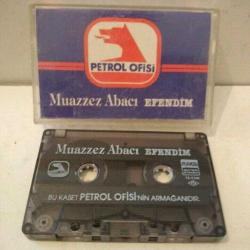 PETROL OFİSİ
Muazzez Abacı EFENDİM
Muazzez Abacı EFENDİM
BU KASET PETROL OFİSİ'NİN ARMAĞANIDIR.